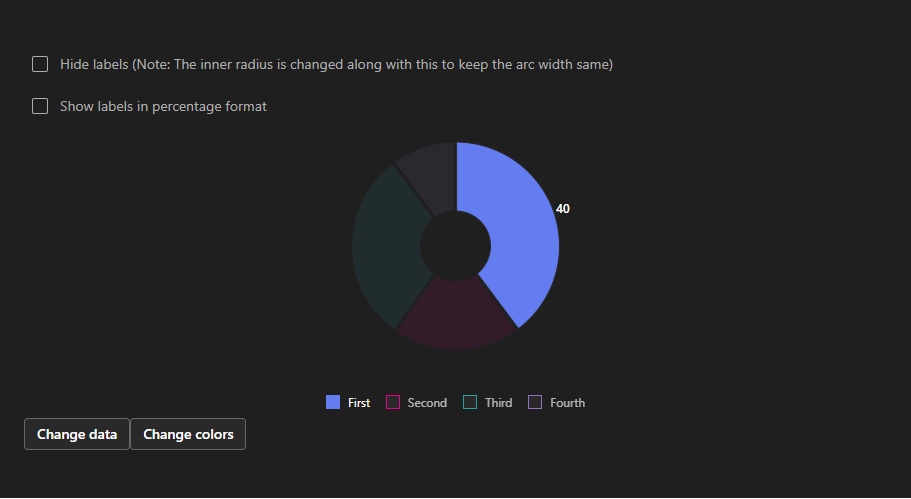 Hide labels (Note: The inner radius is changed along with this to keep the arc width same)
Show labels in percentage format
40
First Second Third Fourth
Change data Change colors